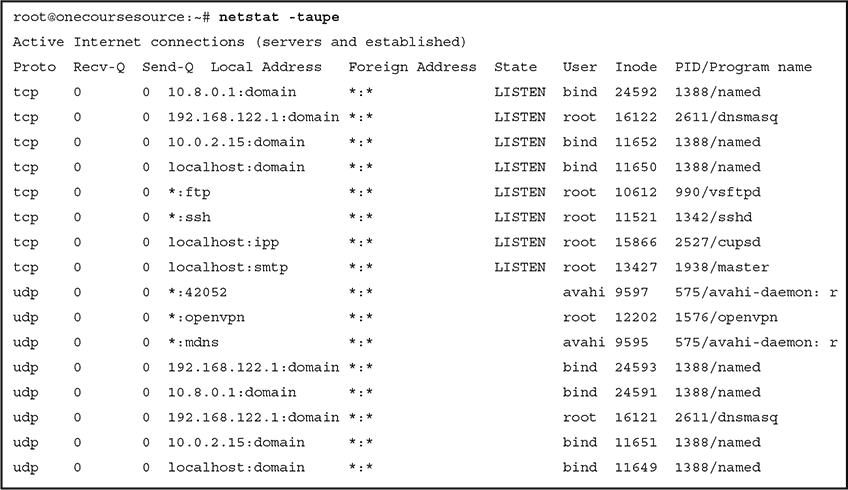 root@onecoursesource:~# netstat -taupe
Active Internet connections (servers and established)
Proto Recv-Q Send-Q Local Address Foreign Address State User Inode PID/Program name
tcp 0 0 10.8.0.1:domain *:* LISTEN bind 24592 1388/named
tcp 0 0 192.168.122.1:domain *:* LISTEN root 16122 2611/dnsmasq
tcp 0 0 10.0.2.15:domain *:* LISTEN bind 11652 1388/named
tcp 0 0 localhost:domain *:* LISTEN bind 11650 1388/named
tcp 0 0 *:ftp *:* LISTEN root 10612 990/vsftpd
tcp 0 0 *:ssh *:* LISTEN root 11521 1342/sshd
tcp 0 0 localhost:ipp *:* LISTEN root 15866 2527/cupsd
tcp 0 0 localhost:smtp *:* LISTEN root 13427 1938/master
udp 0 0 *:42052 *:* avahi 9597 575/avahi-daemon: r
udp 0 0 *:openvpn *:* root 12202 1576/openvpn
udp 0 0 *:mdns *:* avahi 9595 575/avahi-daemon: r
udp 0 0 192.168.122.1:domain *:* bind 24593 1388/named
udp 0 0 10.8.0.1:domain *:* bind 24591 1388/named
udp 0 0 192.168.122.1:domain *:* root 16121 2611/dnsmasq
udp 0 0 10.0.2.15:domain *:* bind 11651 1388/named
udp 0 0 localhost:domain *:* bind 11649 1388/named